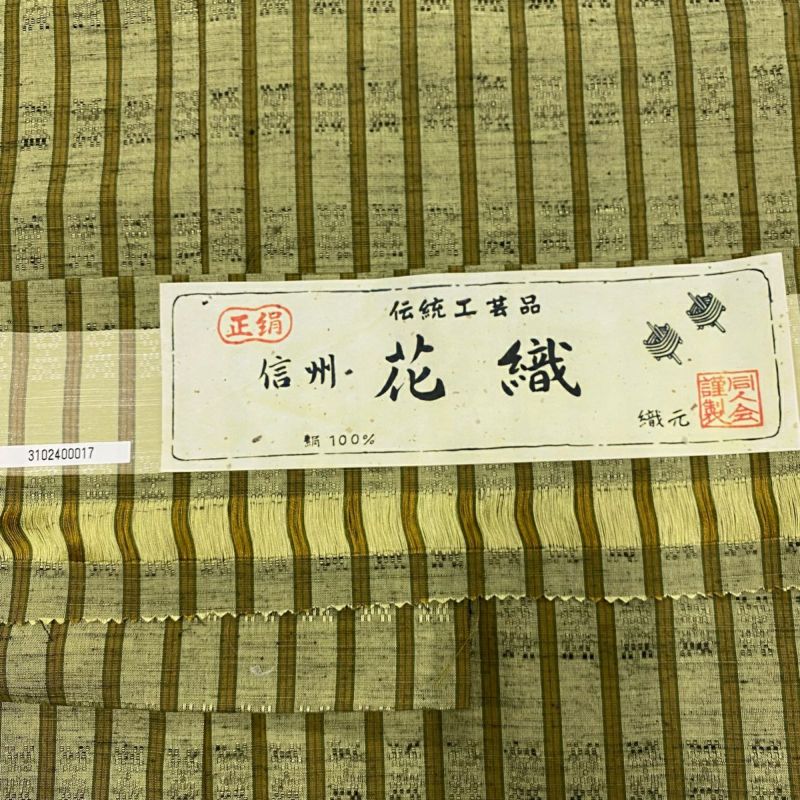 伝統工芸品
正絹
信州 花織
絹100%
織元
同人会
謹製
3102400017